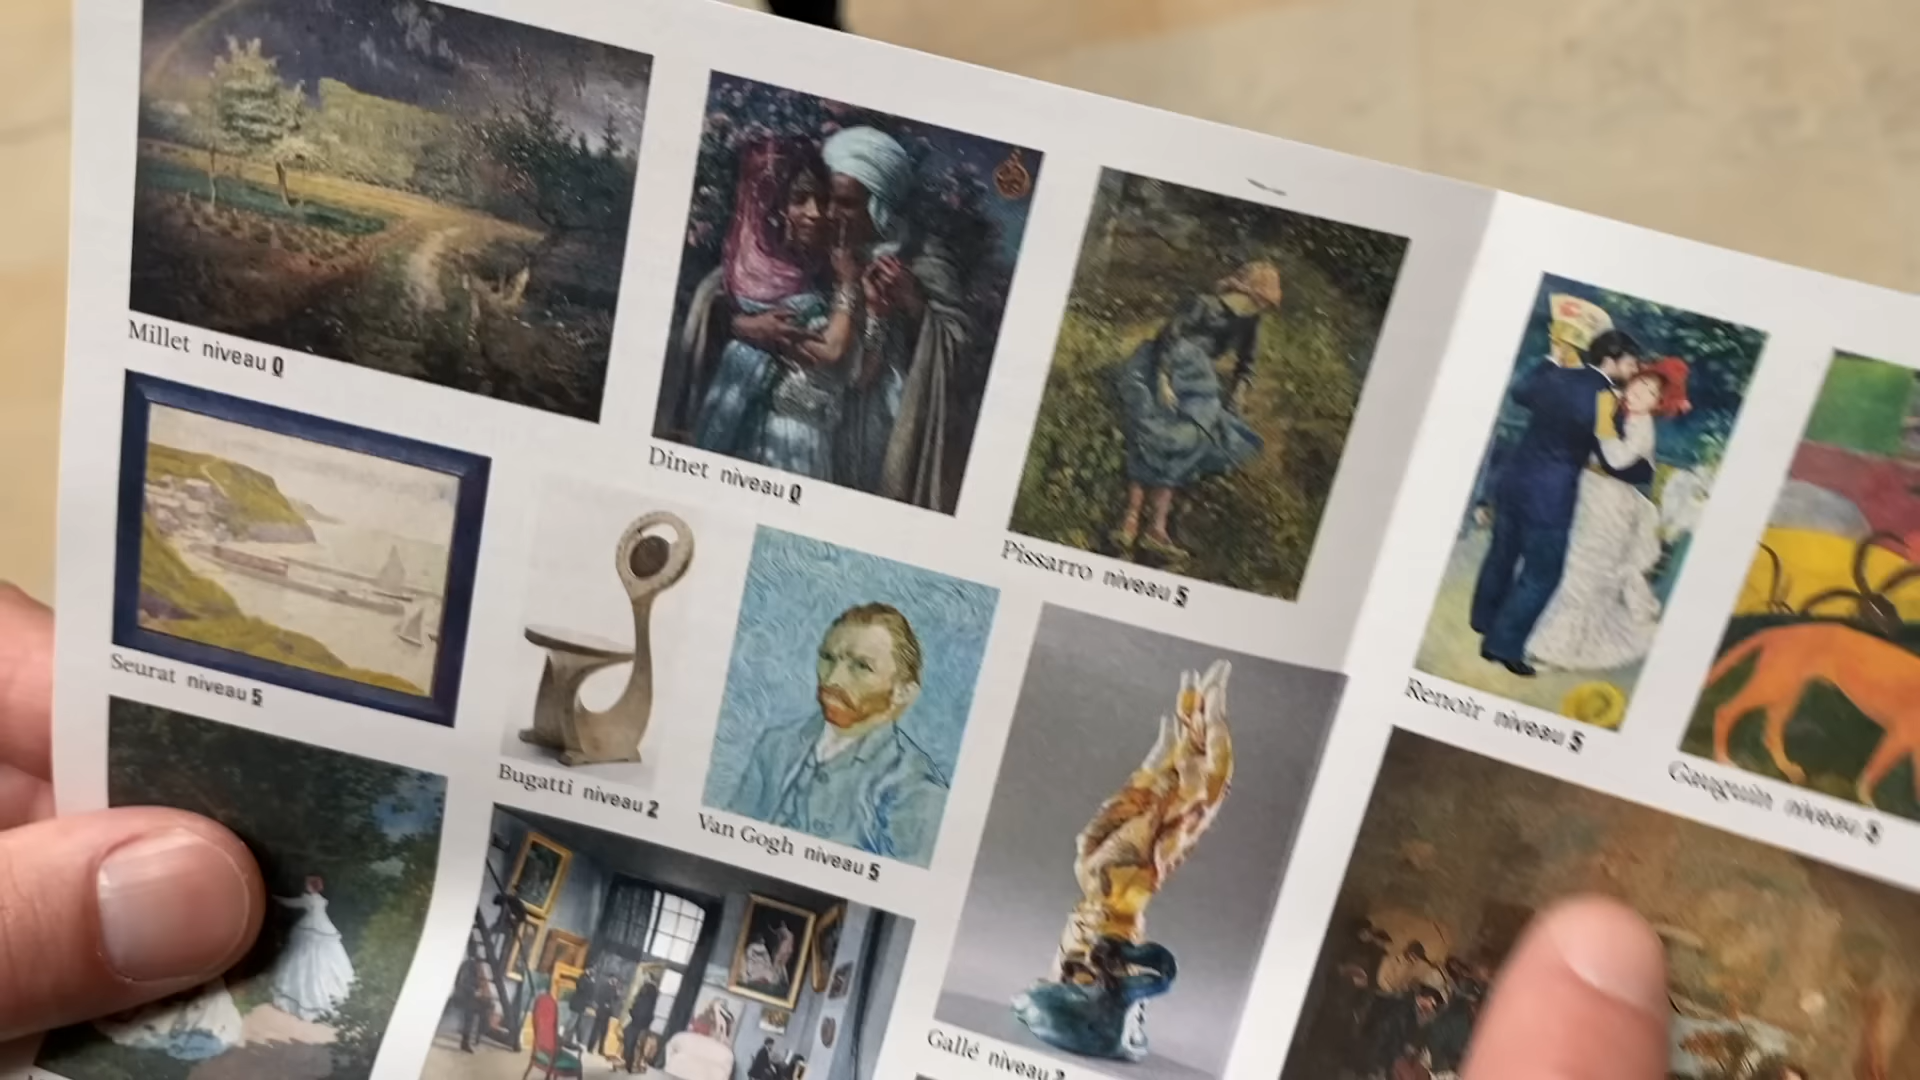 Millet niveau 0
Dinet niveau 0
Pissarro niveau 5
Seurat niveau 5
Bugatti niveau 2
Van Gogh niveau 5
Gallé niveau 2
Renoir niveau 5
Gauguin niveau